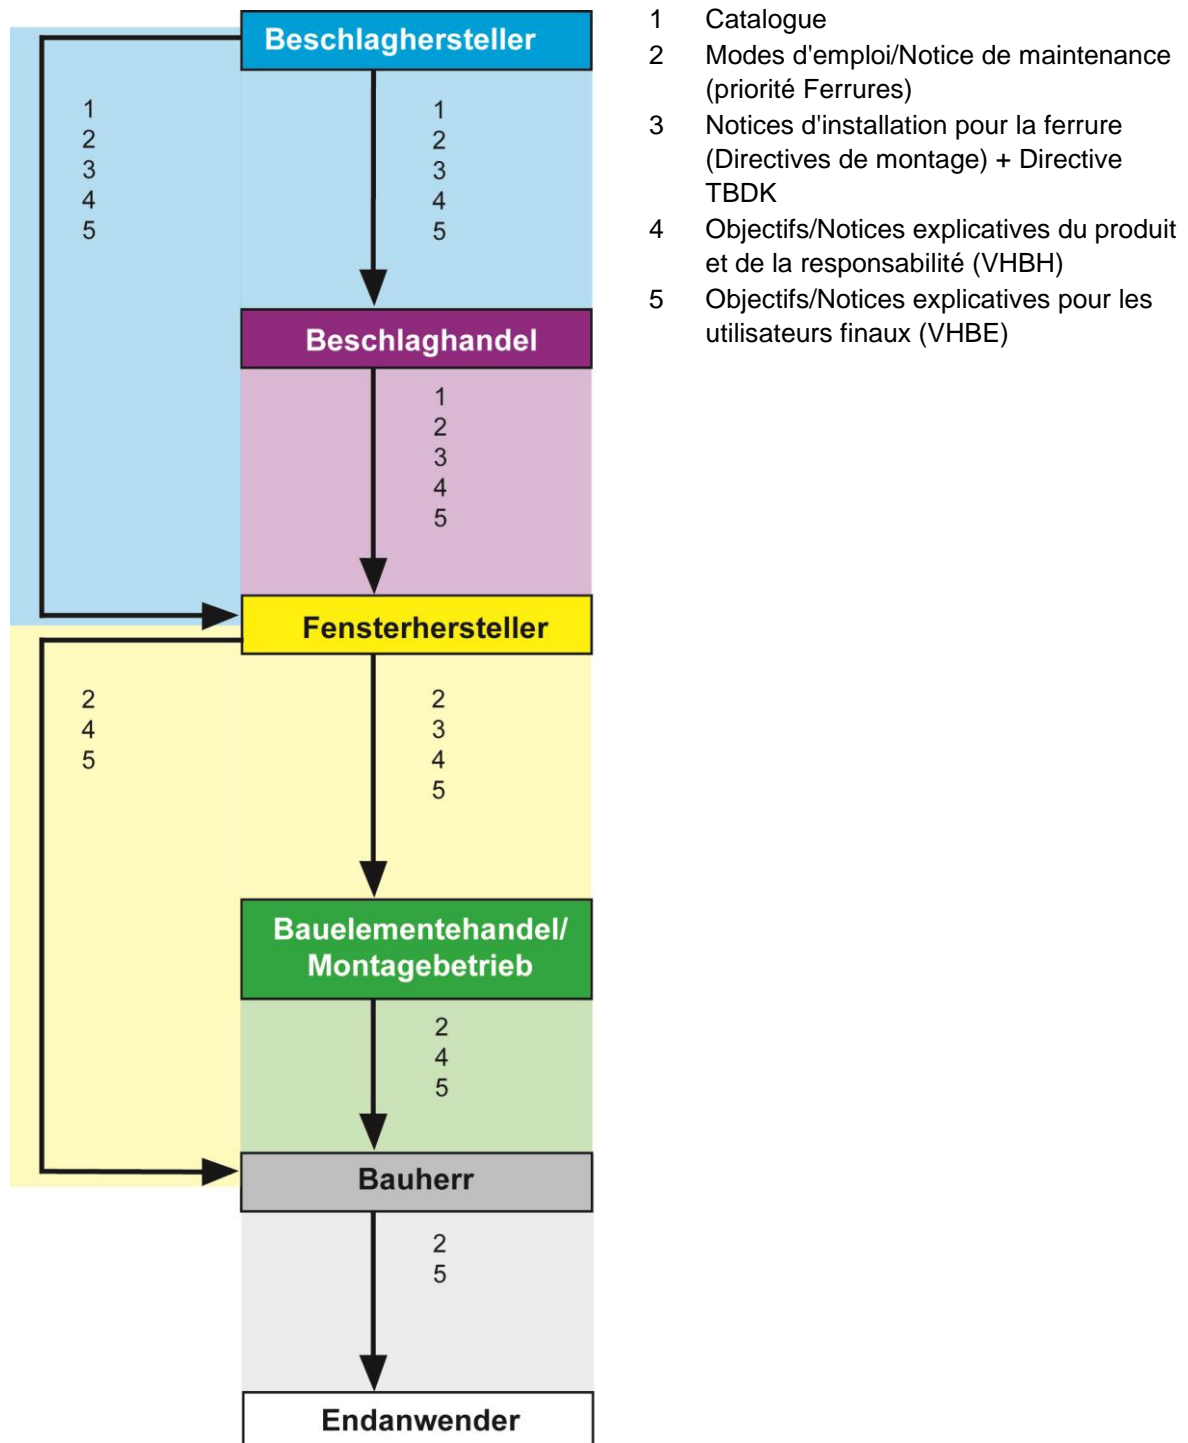 Beschlaghersteller
1
2
3
4
5
1
2
3
4
5
Beschlaghandel
1
2
3
4
5
Fensterhersteller
2
4
5
2
3
4
5
Bauelementehandel/
Montagebetrieb
2
4
5
Bauherr
2
5
Endanwender
1 Catalogue
2 Modes d'emploi/Notice de maintenance
(priorité Ferrures)
3 Notices d'installation pour la ferrure
(Directives de montage) + Directive
TBDK
4 Objectifs/Notices explicatives du produit
et de la responsabilité (VHBH)
5 Objectifs/Notices explicatives pour les
utilisateurs finaux (VHBE)